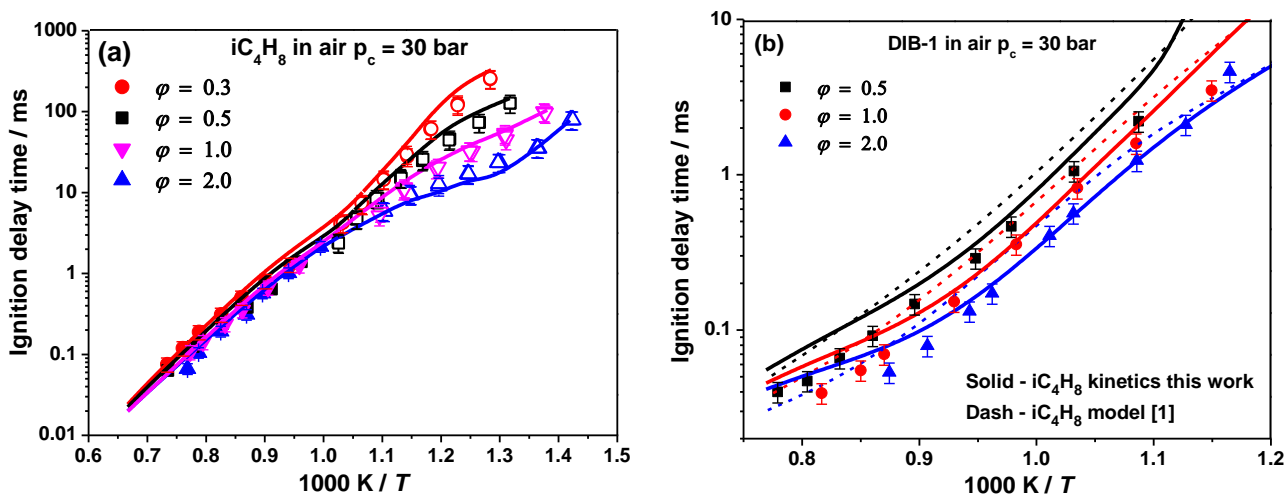 (a)
iC₄H₈ in air p_c = 30 bar
φ = 0.3
φ = 0.5
φ = 1.0
φ = 2.0
Ignition delay time / ms
1000
100
10
1
0.1
0.01
0.6 0.7 0.8 0.9 1.0 1.1 1.2 1.3 1.4 1.5
1000 K / T
(b)
DIB-1 in air p_c = 30 bar
φ = 0.5
φ = 1.0
φ = 2.0
Ignition delay time / ms
10
1
0.1
Solid - iC₄H₈ kinetics this work
Dash - iC₄H₈ model [1]
0.8 0.9 1.0 1.1 1.2
1000 K / T